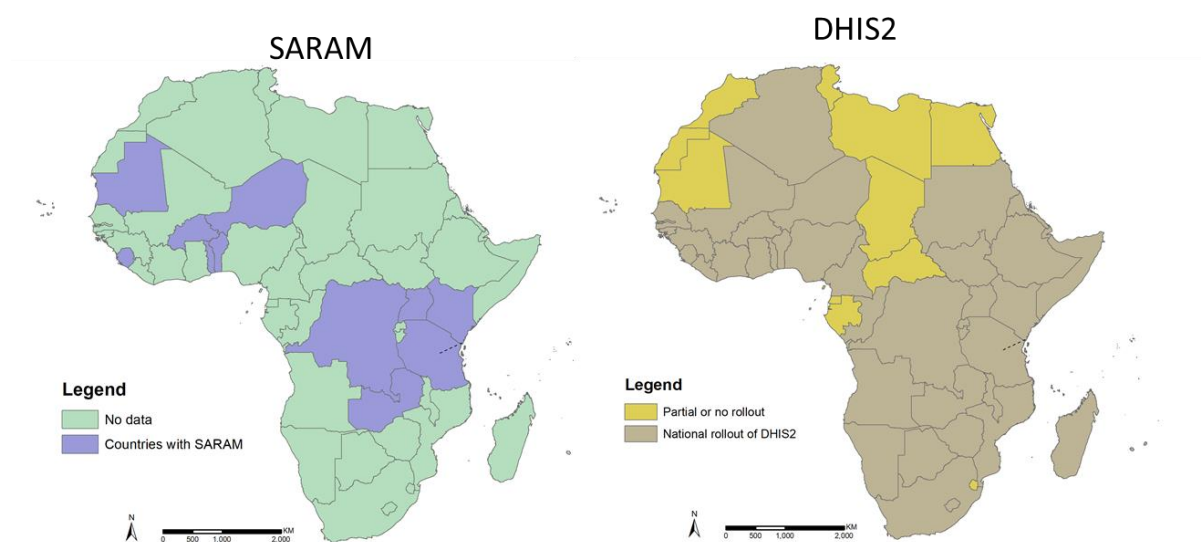 SARAM
Legend
No data
Countries with SARAM
N
KM
0 500 1.000 2.000
DHIS2
Legend
Partial or no rollout
National rollout of DHIS2
N
KM
0 500 1,000 2,000